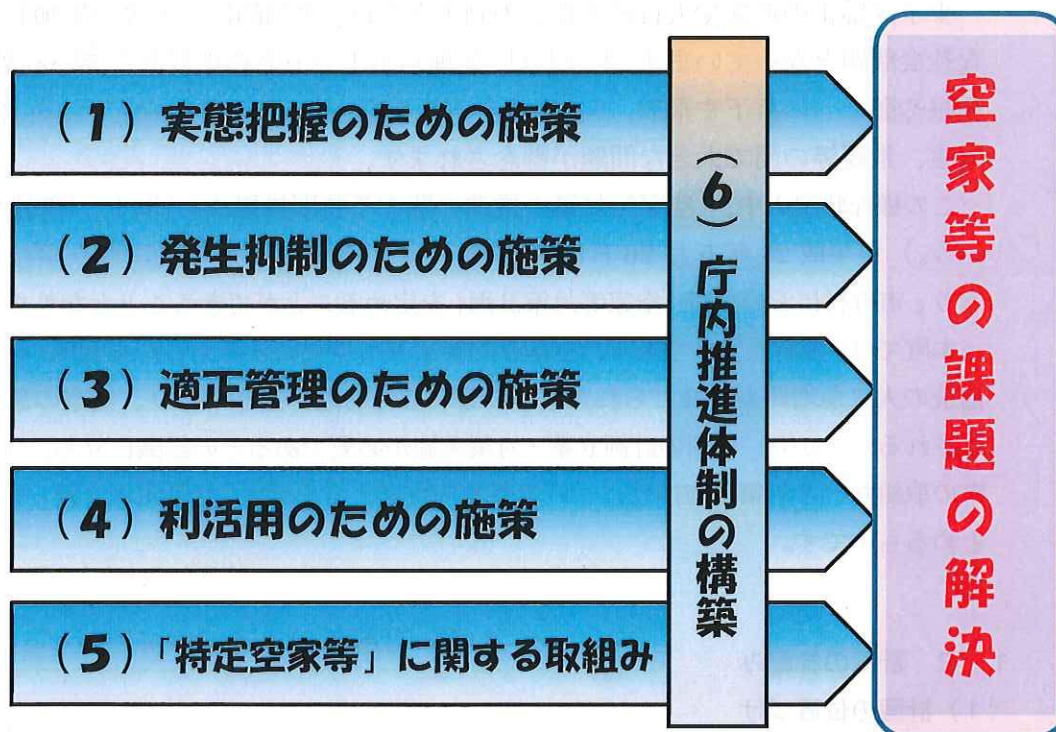 (1) 実態把握のための施策
(2) 発生抑制のための施策
(3) 適正管理のための施策
(4) 利活用のための施策
(5)「特定空家等」に関する取組み
(6) 庁内推進体制の構築
空家等の課題の解決